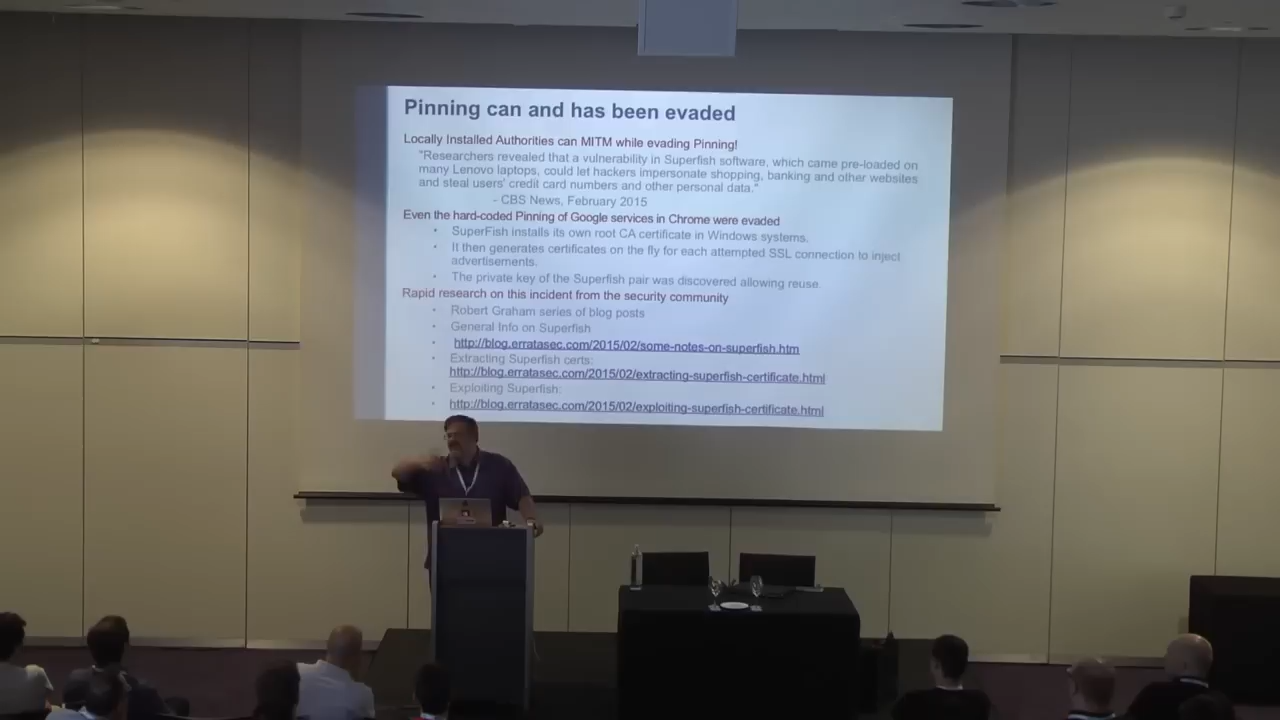 Pinning can and has been evaded
Locally Installed Authorities can MITM while evading Pinning!
"Researchers revealed that a vulnerability in Superfish software, which came pre-loaded on
many Lenovo laptops, could let hackers impersonate shopping, banking and other websites
and steal users' credit card numbers and other personal data."
- CBS News, February 2015
Even the hard-coded Pinning of Google services in Chrome were evaded
• SuperFish installs its own root CA certificate in Windows systems.
• It then generates certificates on the fly for each attempted SSL connection to inject
advertisements.
• The private key of the Superfish pair was discovered allowing reuse.
Rapid research on this incident from the security community
• Robert Graham series of blog posts
• General Info on Superfish
• http://blog.erratasec.com/2015/02/some-notes-on-superfish.htm
• Extracting Superfish certs:
http://blog.erratasec.com/2015/02/extracting-superfish-certificate.html
• Exploiting Superfish:
• http://blog.erratasec.com/2015/02/exploiting-superfish-certificate.html